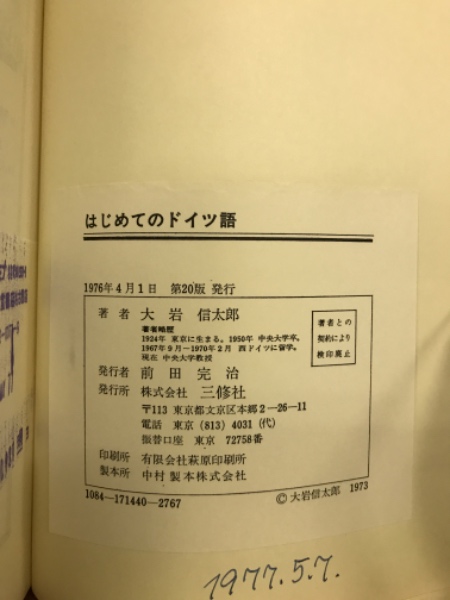 はじめてのドイツ語
1976年4月1日 第20版 発行
著者 大岩 信太郎
著者略歴
1924年 東京に生まる。1950年 中央大学卒。
1967年9月−1970年2月 西ドイツに留学。
現在 中央大学教授
著者との
契約により
検印廃止
発行者 前田完治
発行所 株式会社 三修社
〒113 東京都文京区本郷2−26−11
電話 東京 (813) 4031 (代)
振替口座 東京 72758番
印刷所 有限会社萩原印刷所
製本所 中村製本株式会社
1084−171440−2767
©大岩信太郎 1973
1977.5.7.